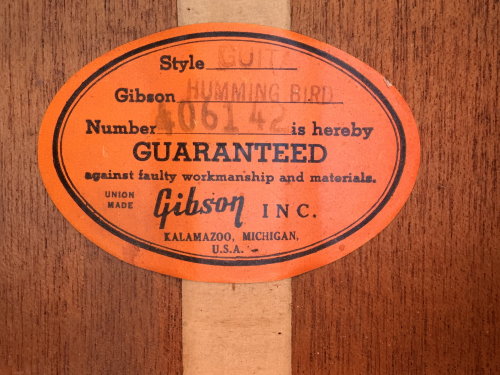 Style
Gibson HUMMING BIRD
Number 406142 is hereby
GUARANTEED
against faulty workmanship and materials.
UNION MADE Gibson INC.
KALAMAZOO, MICHIGAN,
U.S.A.